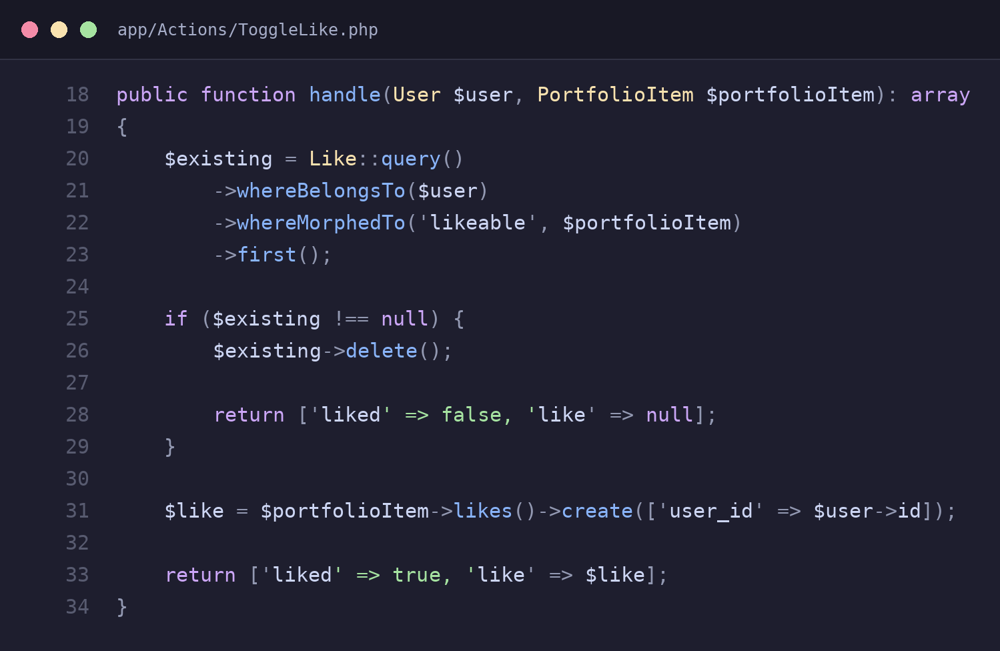 app/Actions/ToggleLike.php
18 public function handle(User $user, PortfolioItem $portfolioItem): array
19 {
20     $existing = Like::query()
21         ->whereBelongsTo($user)
22         ->whereMorphedTo('likeable', $portfolioItem)
23         ->first();
24
25     if ($existing !== null) {
26         $existing->delete();
27
28         return ['liked' => false, 'like' => null];
29     }
30
31     $like = $portfolioItem->likes()->create(['user_id' => $user->id]);
32
33     return ['liked' => true, 'like' => $like];
34 }